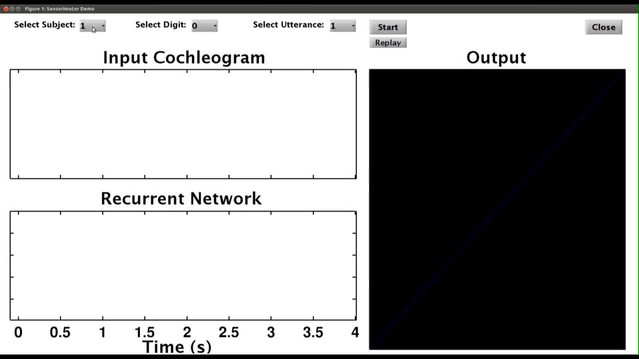 Figure 1: Sensorimotor Demo
Select Subject: 1 Select Digit: 0 Select Utterance: 1 Start Close
Replay
Input Cochleogram Output
Recurrent Network
0 0.5 1 1.5 2 2.5 3 3.5 4
Time (s)